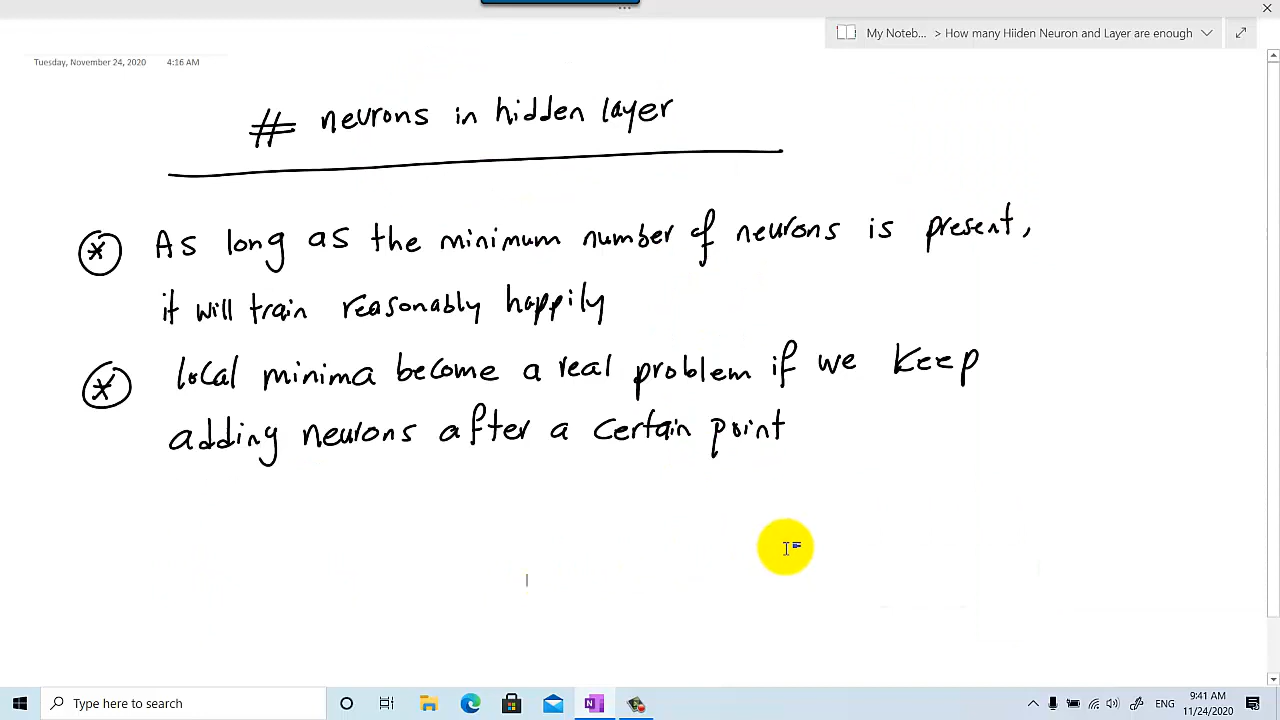 My Noteb... > How many Hiiden Neuron and Layer are enough
Tuesday, November 24, 2020 4:16 AM
# neurons in hidden layer
* As long as the minimum number of neurons is present,
it will train reasonably happily
* local minima become a real problem if we keep
adding neurons after a certain point
Type here to search
ENG
9:41 AM
11/24/2020